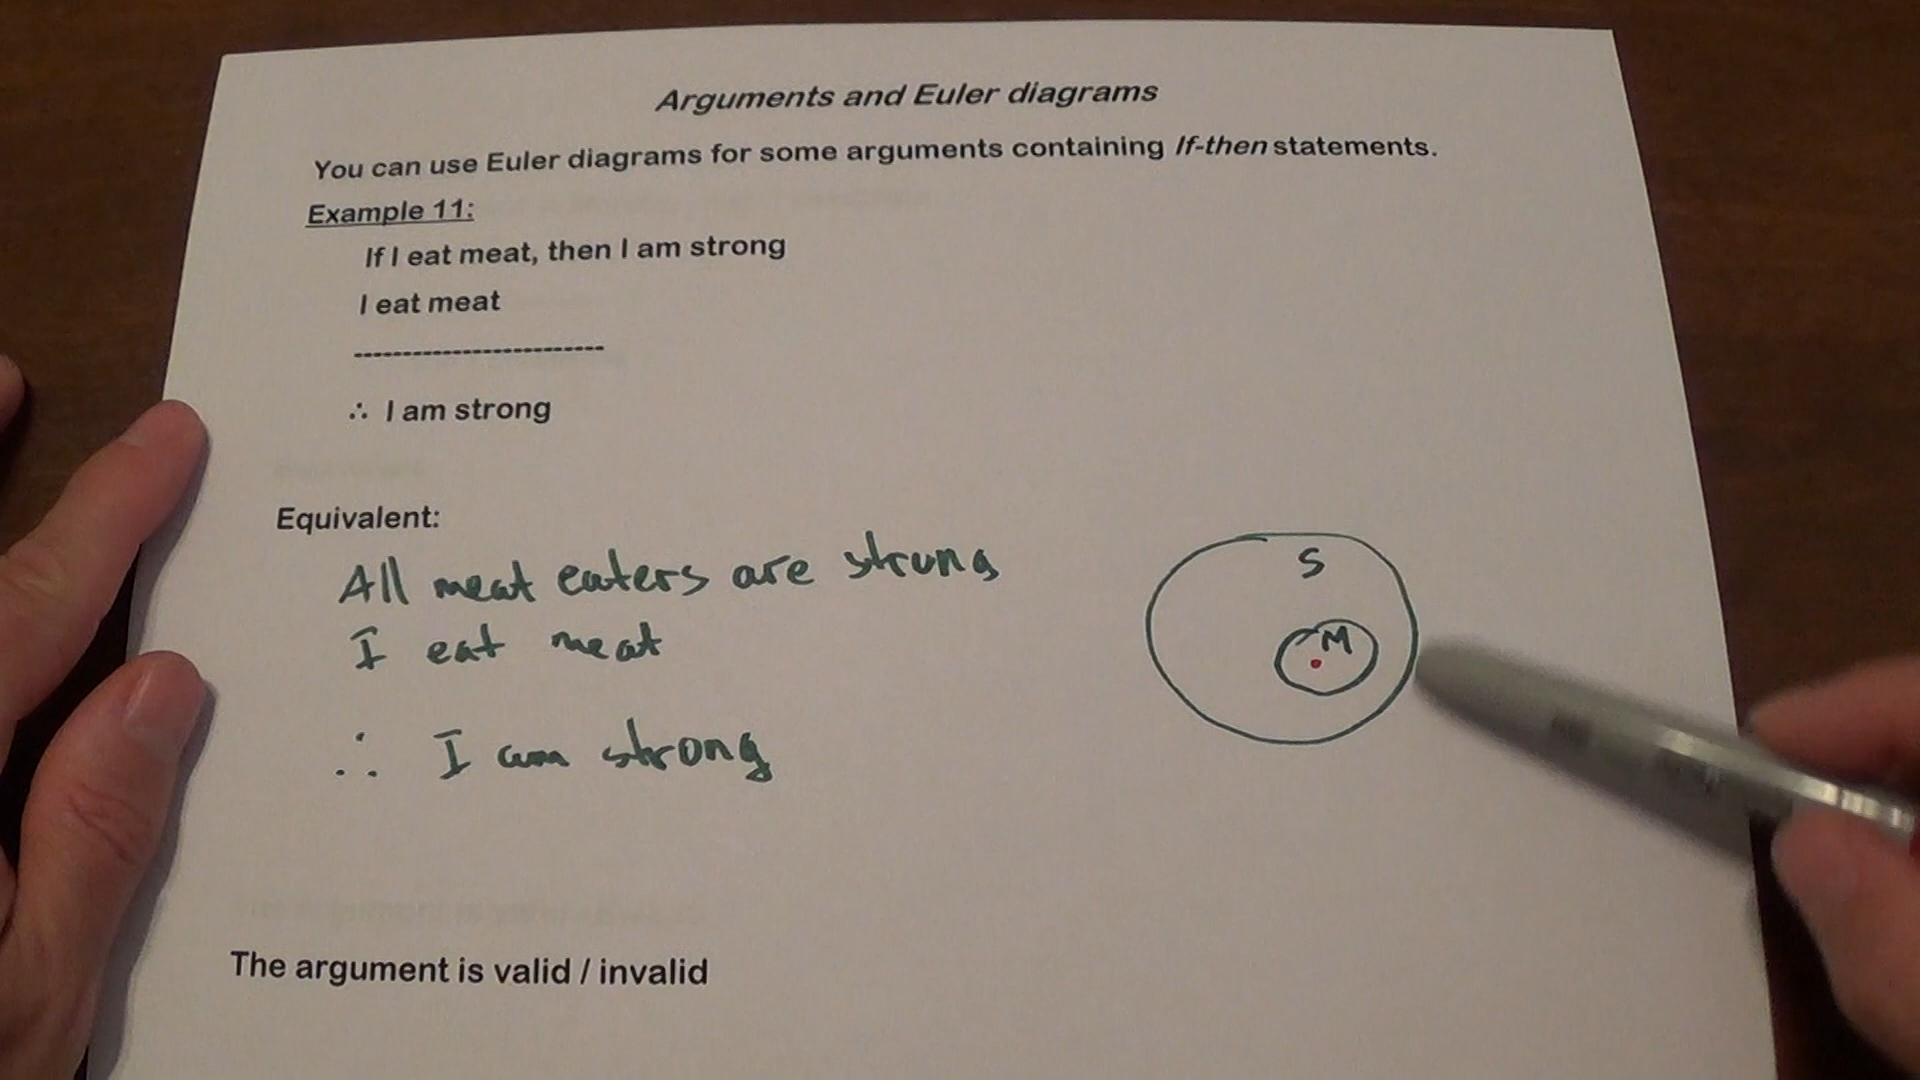 Arguments and Euler diagrams
You can use Euler diagrams for some arguments containing If-then statements.
Example 11:
If I eat meat, then I am strong
I eat meat
-------------------------
∴ I am strong
Equivalent:
All meat eaters are strong
I eat meat
∴ I am strong
S
M
The argument is valid / invalid